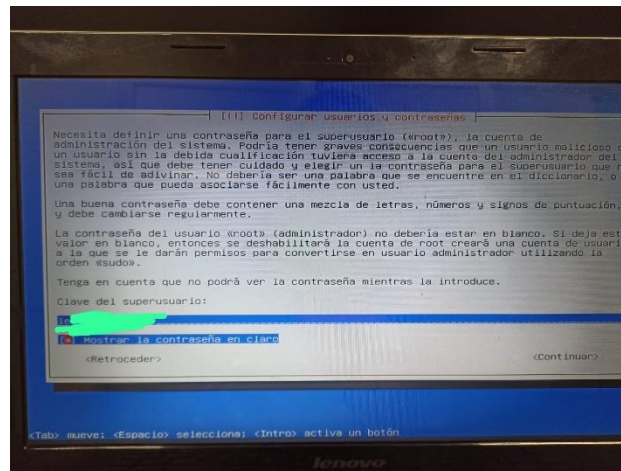 [!!] Configurar usuarios y contraseñas
Necesita definir una contraseña para el superusuario («root»), la cuenta de
administración del sistema. Podría tener graves consecuencias que un usuario malicioso o
un usuario sin la debida cualificación tuviera acceso a la cuenta del administrador del
sistema, así que debe tener cuidado y elegir un la contraseña para el superusuario que
sea fácil de adivinar. No debería ser una palabra que se encuentre en el diccionario, o
una palabra que pueda asociarse fácilmente con usted.
Una buena contraseña debe contener una mezcla de letras, números y signos de puntuación,
y debe cambiarse regularmente.
La contraseña del usuario «root» (administrador) no debería estar en blanco. Si deja
valor en blanco, entonces se deshabilitará la cuenta de root creará una cuenta de
a la que se le darán permisos para convertirse en usuario administrador utilizando la
orden «sudo».
Tenga en cuenta que no podrá ver la contraseña mientras la introduce.
Clave del superusuario:
Mostrar la contraseña en claro
<Retroceder> <Continuar>
<Tab> mueve; <Espacio> selecciona; <Intro> activa un botón
lenovo